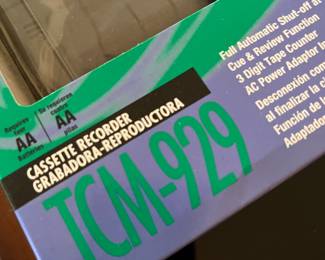 Requires
Four
AA
Batteries
Se requieren
cuatro
AA
pilas
CASSETTE RECORDER
GRABADORA-REPRODUCTORA
TCM-929
Full Automatic Shut-off at
Cue & Review Function
3 Digit Tape Counter
AC Power Adaptor
Desconexión
al finalizar la
Función de
Adaptador